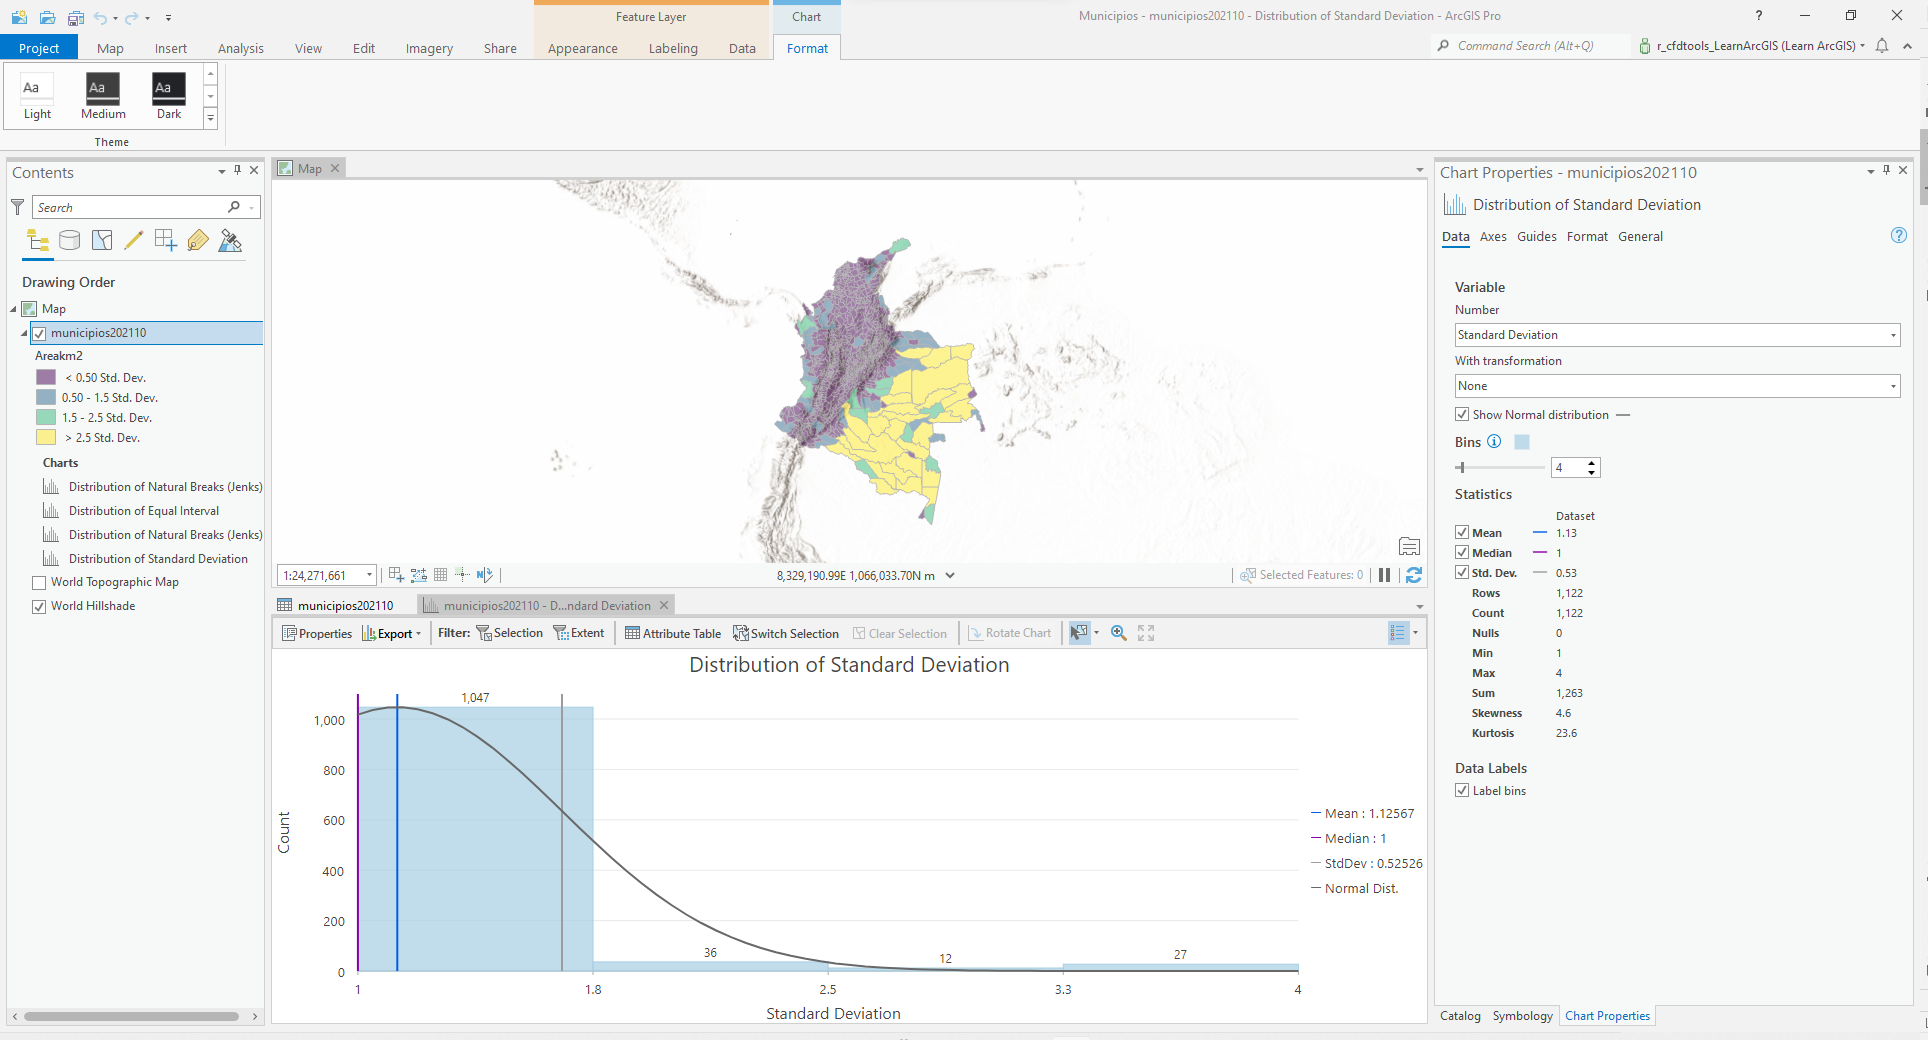 Feature Layer
Chart
Municipios - municipios202110 - Distribution of Standard Deviation - ArcGIS Pro
?
Project
Map
Insert
Analysis
View
Edit
Imagery
Share
Appearance
Labeling
Data
Format
Command Search (Alt+Q)
r_cfdtools_LearnArcGIS (Learn ArcGIS)
Aa
Aa
Aa
Light
Medium
Dark
Theme
Contents
Search
Drawing Order
Map
municipios202110
Areakm2
< 0.50 Std. Dev.
0.50 - 1.5 Std. Dev.
1.5 - 2.5 Std. Dev.
> 2.5 Std. Dev.
Charts
Distribution of Natural Breaks (Jenks)
Distribution of Equal Interval
Distribution of Natural Breaks (Jenks)
Distribution of Standard Deviation
World Topographic Map
World Hillshade
Map
1:24,271,661
8,329,190.99E 1,066,033.70N m
Selected Features: 0
municipios202110
municipios202110 - D...ndard Deviation
Properties
Export
Filter:
Selection
Extent
Attribute Table
Switch Selection
Clear Selection
Rotate Chart
Distribution of Standard Deviation
1,047
1,000
800
600
400
200
0
Count
36
12
27
1
1.8
2.5
3.3
4
Standard Deviation
Mean : 1.12567
Median : 1
StdDev : 0.52526
Normal Dist.
Chart Properties - municipios202110
Distribution of Standard Deviation
Data
Axes
Guides
Format
General
?
Variable
Number
Standard Deviation
With transformation
None
Show Normal distribution
Bins
4
Statistics
Dataset
Mean 1.13
Median 1
Std. Dev. 0.53
Rows 1,122
Count 1,122
Nulls 0
Min 1
Max 4
Sum 1,263
Skewness 4.6
Kurtosis 23.6
Data Labels
Label bins
Catalog
Symbology
Chart Properties